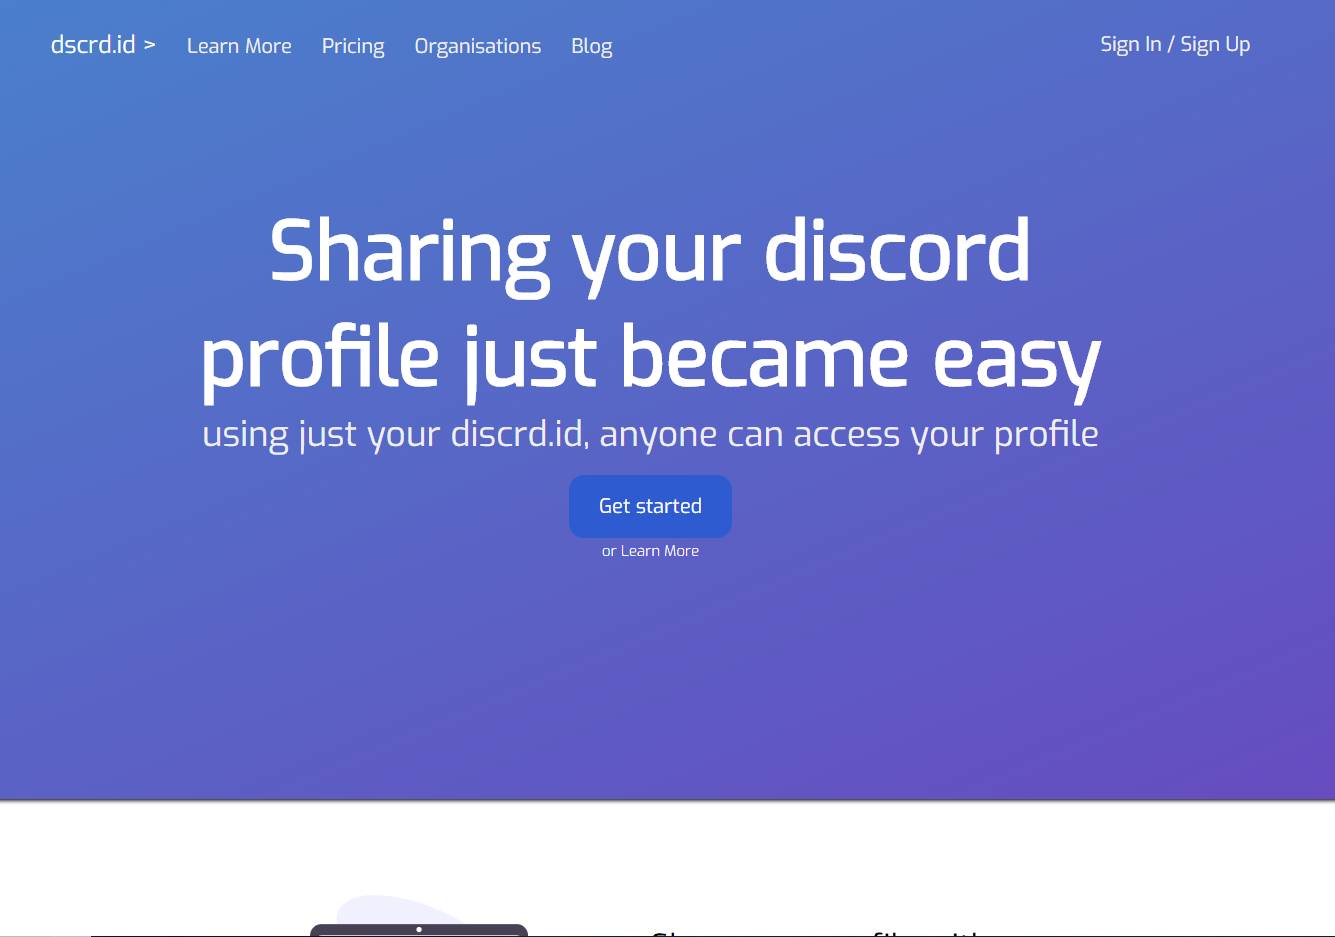 dscrd.id > Learn More Pricing Organisations Blog Sign In / Sign Up
Sharing your discord
profile just became easy
using just your discrd.id, anyone can access your profile
Get started
or Learn More